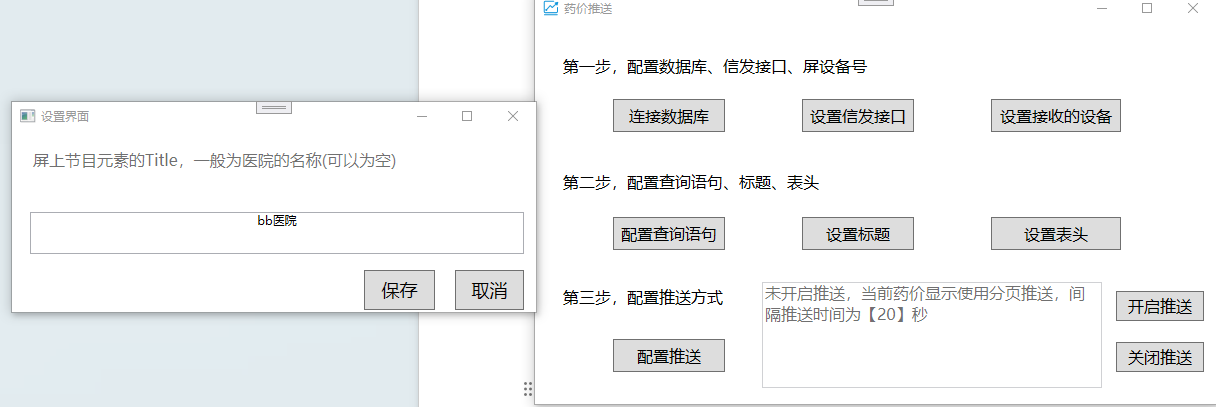 药价推送
第一步，配置数据库、信发接口、屏设备号
连接数据库
设置信发接口
设置接收的设备
设置界面
屏上节目元素的Title，一般为医院的名称(可以为空)
bb医院
保存
取消
第二步，配置查询语句、标题、表头
配置查询语句
设置标题
设置表头
第三步，配置推送方式
未开启推送，当前药价显示使用分页推送，间
隔推送时间为【20】秒
开启推送
配置推送
关闭推送